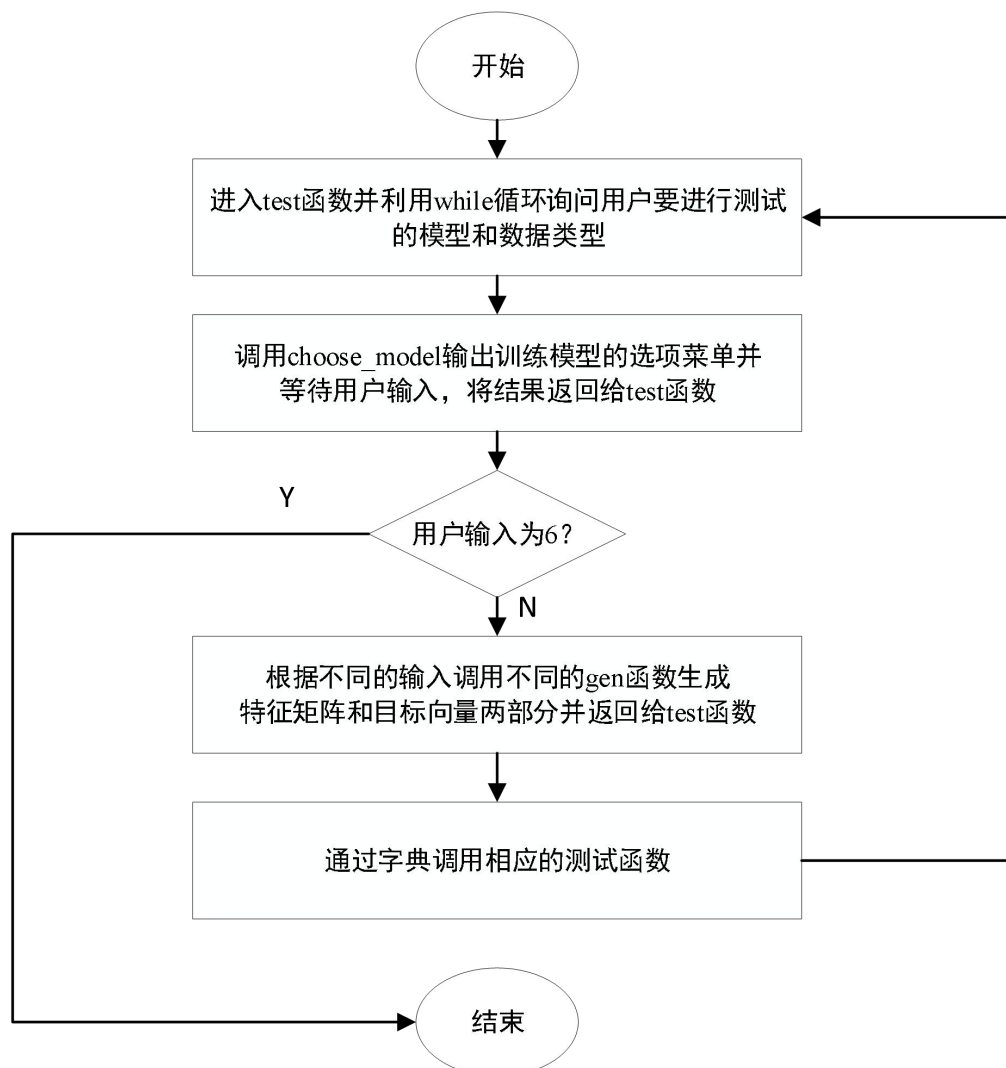 开始
进入test函数并利用while循环询问用户要进行测试
的模型和数据类型
调用choose_model输出训练模型的选项菜单并
等待用户输入，将结果返回给test函数
Y
用户输入为6？
N
根据不同的输入调用不同的gen函数生成
特征矩阵和目标向量两部分并返回给test函数
通过字典调用相应的测试函数
结束